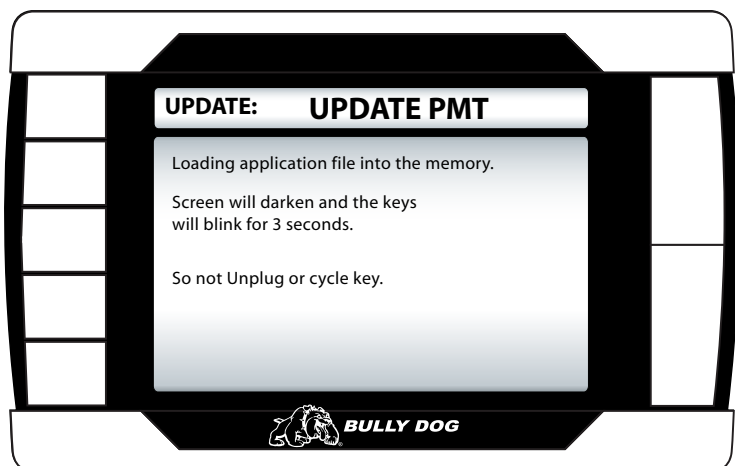 UPDATE: UPDATE PMT
Loading application file into the memory.
Screen will darken and the keys
will blink for 3 seconds.
So not Unplug or cycle key.
BULLY DOG